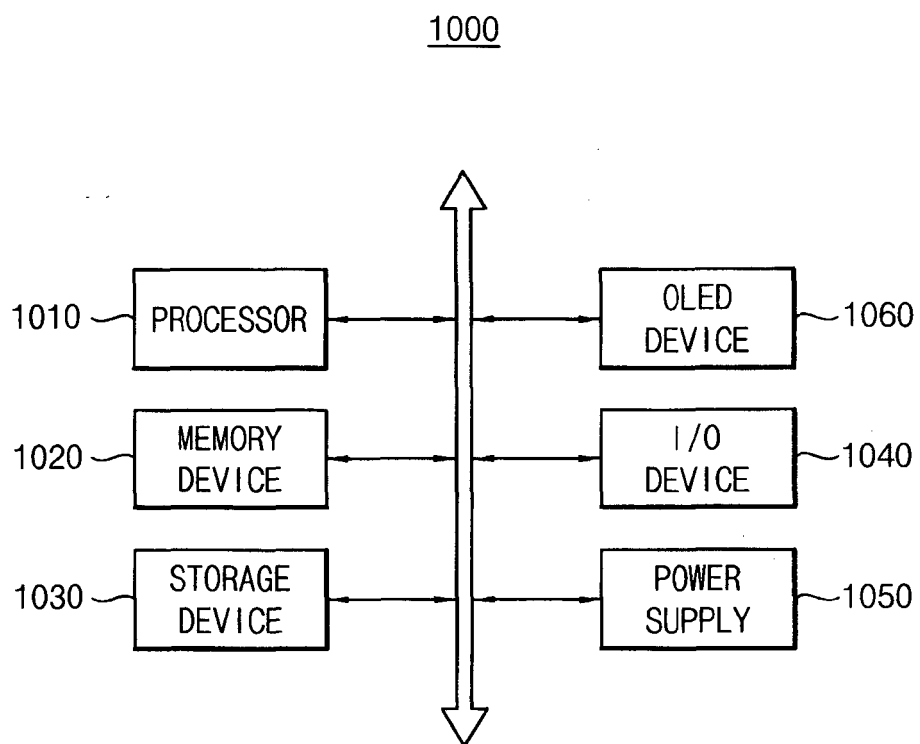 1000
1010
PROCESSOR
OLED
DEVICE
1060
1020
MEMORY
DEVICE
I/O
DEVICE
1040
1030
STORAGE
DEVICE
POWER
SUPPLY
1050